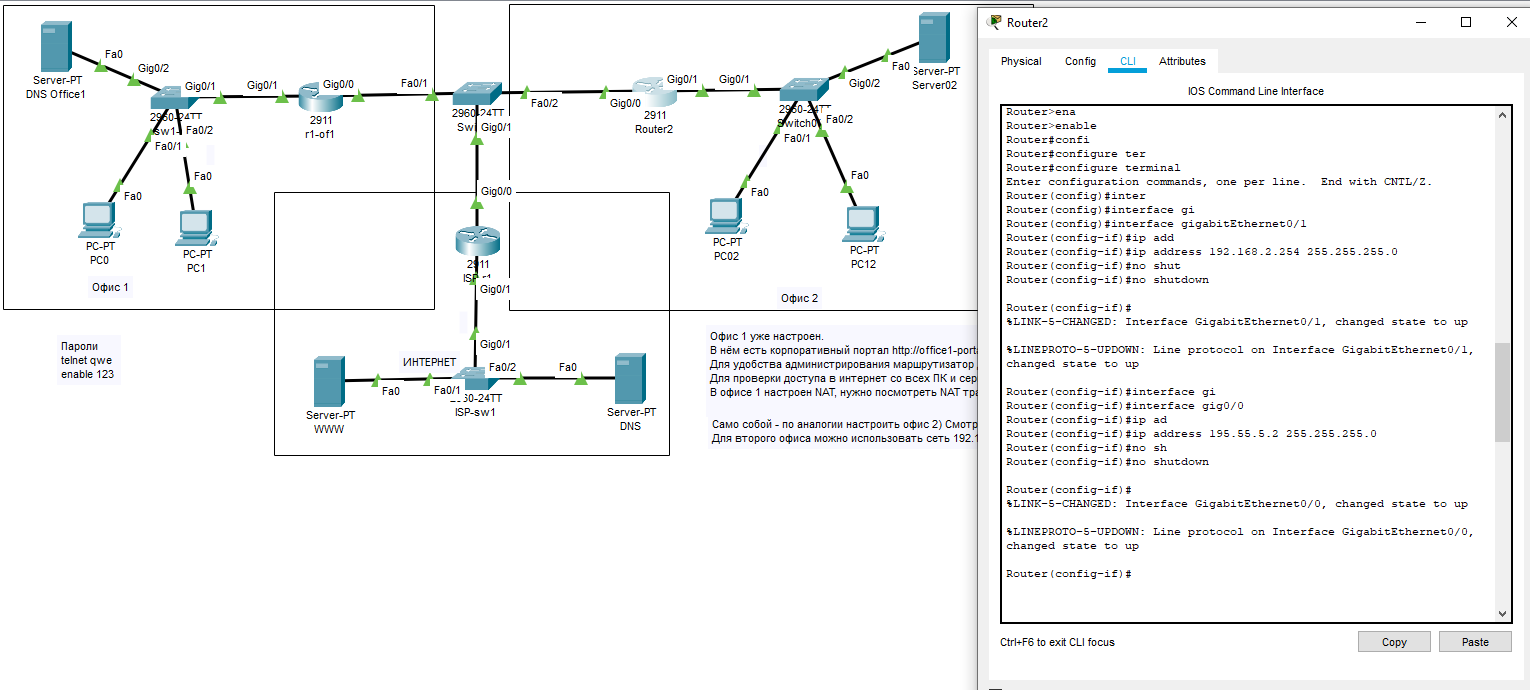 Server-PT
DNS Office1
Fa0
Gig0/2
Gig0/1
2960-24TT
sw1-
Fa0/2
Fa0/1
Fa0
Fa0
PC-PT
PC0
PC-PT
PC1
Офис 1
Gig0/1
Gig0/0
2911
r1-of1
Fa0/1
2960-24TT
Fa0/2
Gig0/1
Gig0/0
Gig0/1
2911
Router2
Gig0/1
2960-24TT
Switch0
Fa0/2
Fa0/1
Gig0/2
Fa0
Server-PT
Server02
Fa0
Fa0
PC-PT
PC02
PC-PT
PC12
Офис 2
Gig0/0
2911
Gig0/1
Gig0/1
ИНТЕРНЕТ
Fa0/2
Fa0
Fa0
Fa0/1
2960-24TT
ISP-sw1
Server-PT
WWW
Server-PT
DNS
Пароли
telnet qwe
enable 123
Офис 1 уже настроен.
В нём есть корпоративный портал http://office1-port
Для удобства администрирования маршрутизатор
Для проверки доступа в интернет со всех ПК и сер
В офисе 1 настроен NAT, нужно посмотреть NAT тра
Само собой - по аналогии настроить офис 2) Смотр
Для второго офиса можно использовать сеть 192.1
Router2
Physical Config CLI Attributes
IOS Command Line Interface
Router>ena
Router>enable
Router#confi
Router#configure ter
Router#configure terminal
Enter configuration commands, one per line. End with CNTL/Z.
Router(config)#inter
Router(config)#interface gi
Router(config)#interface gigabitEthernet0/1
Router(config-if)#ip add
Router(config-if)#ip address 192.168.2.254 255.255.255.0
Router(config-if)#no shut
Router(config-if)#no shutdown
Router(config-if)#
%LINK-5-CHANGED: Interface GigabitEthernet0/1, changed state to up
%LINEPROTO-5-UPDOWN: Line protocol on Interface GigabitEthernet0/1,
changed state to up
Router(config-if)#interface gi
Router(config-if)#interface gig0/0
Router(config-if)#ip ad
Router(config-if)#ip address 195.55.5.2 255.255.255.0
Router(config-if)#no sh
Router(config-if)#no shutdown
Router(config-if)#
%LINK-5-CHANGED: Interface GigabitEthernet0/0, changed state to up
%LINEPROTO-5-UPDOWN: Line protocol on Interface GigabitEthernet0/0,
changed state to up
Router(config-if)#
Ctrl+F6 to exit CLI focus
Copy
Paste